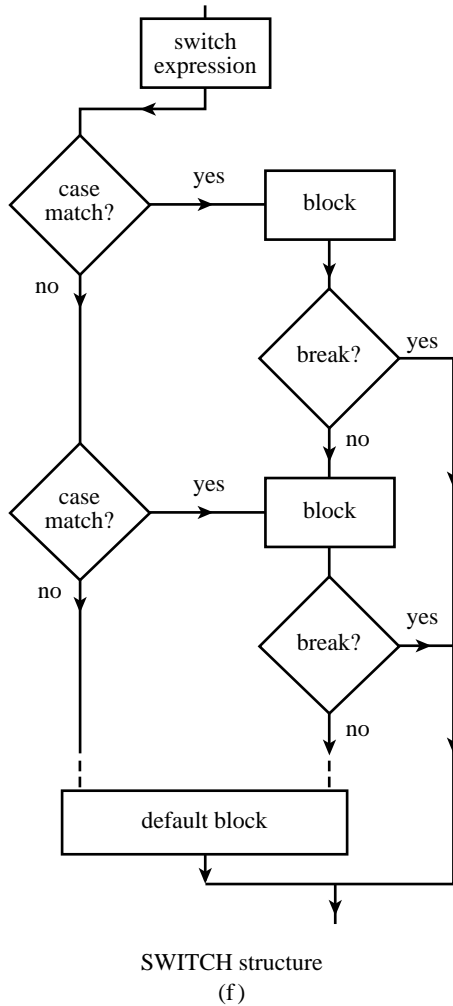 switch
expression
case
match?
yes
block
no
break?
yes
no
case
match?
yes
block
no
break?
yes
no
default block
SWITCH structure
(f)